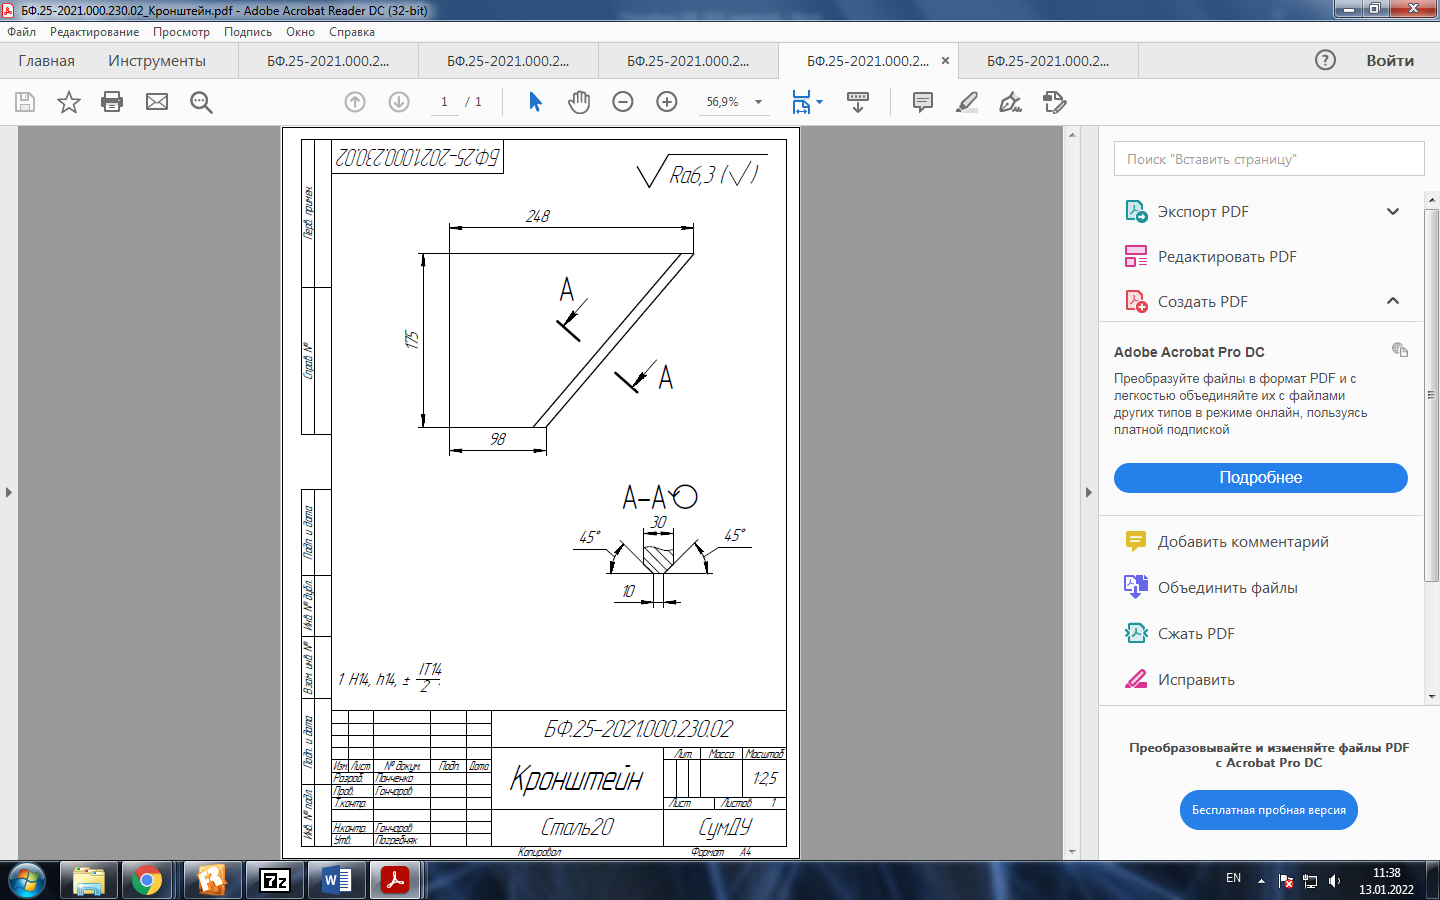 БФ.25-2021.000.230.02_Кронштейн.pdf - Adobe Acrobat Reader DC (32-bit)
Файл Редактирование Просмотр Подпись Окно Справка
Главная Инструменты БФ.25-2021.000.2... БФ.25-2021.000.2... БФ.25-2021.000.2... БФ.25-2021.000.2... × БФ.25-2021.000.2... Войти
1 / 1 56,9%
БФ.25-2021.000.230.02
Ra6,3 (√)
Перв. примен.
248
А
175
Справ №
А
98
А-А
30
45°
45°
10
Подп. и дата
Инв. № дубл.
Взам. инв. №
Подп. и дата
Инв. № подл.
1 H14, h14, ± IT14
2
БФ.25-2021.000.230.02
Лит. Масса Масштаб
Изм. Лист № докум. Подп. Дата
Разраб. Панченко
Кронштейн
1:2,5
Пров. Гончаров
Т.контр.
Лист Листов 1
Сталь20
СумДУ
Н.контр. Гончаров
Утв. Погребняк
Копировал Формат А4
Поиск "Вставить страницу"
Экспорт PDF
Редактировать PDF
Создать PDF
Adobe Acrobat Pro DC
Преобразуйте файлы в формат PDF и с
легкостью объединяйте их с файлами
других типов в режиме онлайн, пользуясь
платной подпиской
Подробнее
Добавить комментарий
Объединить файлы
Сжать PDF
Исправить
Преобразовывайте и изменяйте файлы PDF
с Acrobat Pro DC
Бесплатная пробная версия
7z
W
EN
11:38
13.01.2022